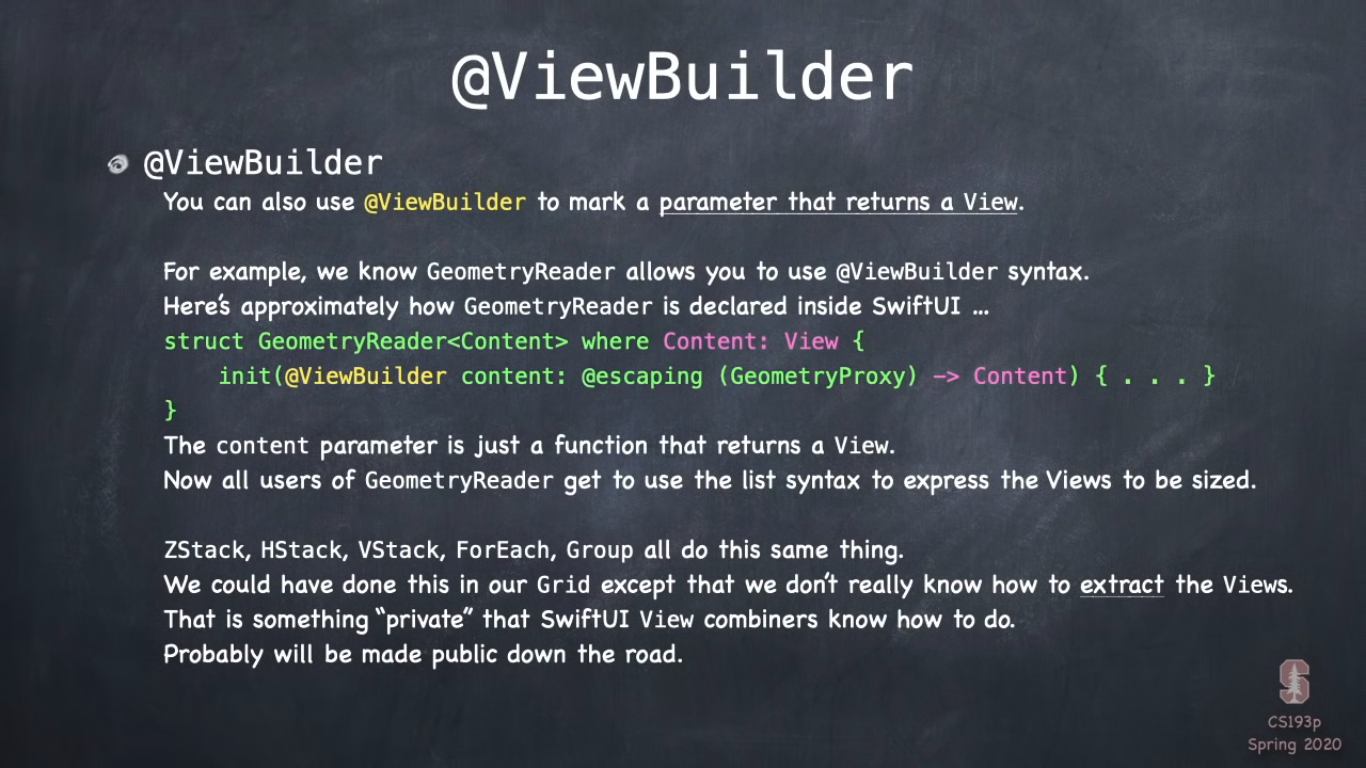 @ViewBuilder
@ViewBuilder
You can also use @ViewBuilder to mark a parameter that returns a View.
For example, we know GeometryReader allows you to use @ViewBuilder syntax.
Here's approximately how GeometryReader is declared inside SwiftUI ...
struct GeometryReader<Content> where Content: View {
init(@ViewBuilder content: @escaping (GeometryProxy) -> Content) { . . . }
}
The content parameter is just a function that returns a View.
Now all users of GeometryReader get to use the list syntax to express the Views to be sized.
ZStack, HStack, VStack, ForEach, Group all do this same thing.
We could have done this in our Grid except that we don't really know how to extract the Views.
That is something “private” that SwiftUI View combiners know how to do.
Probably will be made public down the road.
S
CS193p
Spring 2020